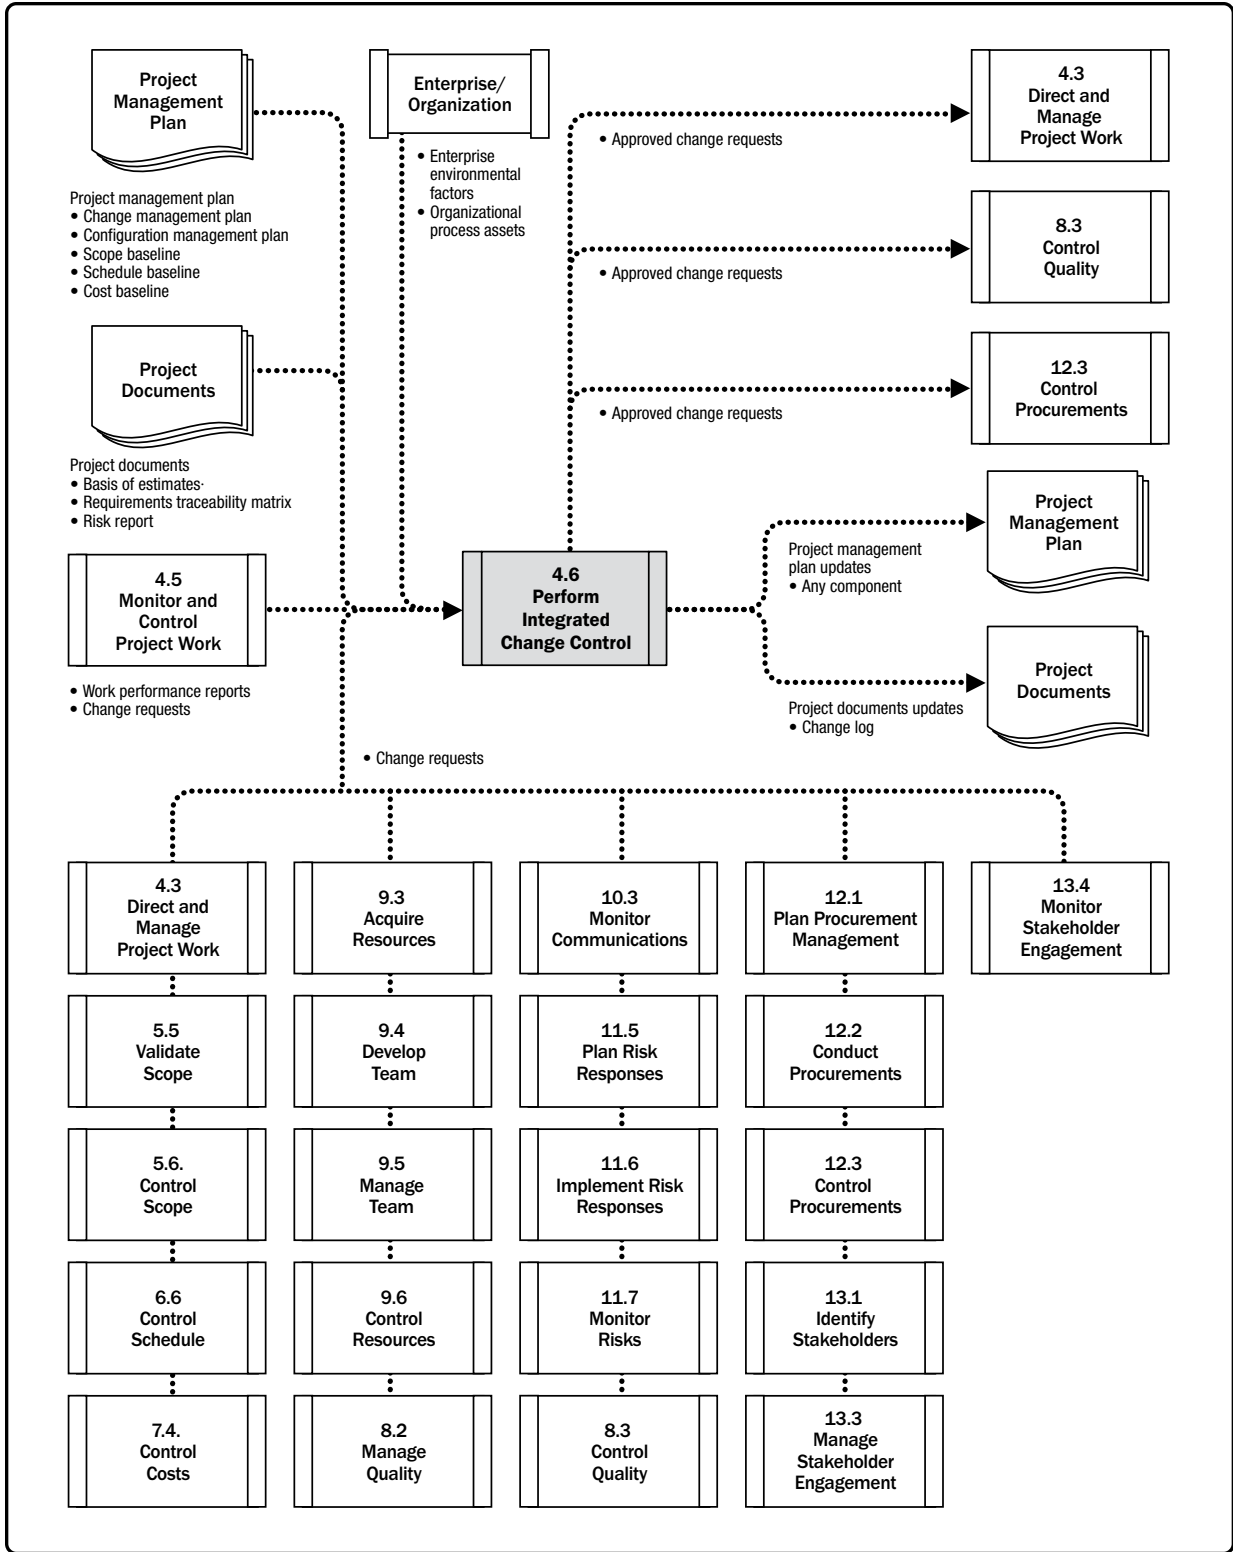 Project
Management
Plan
Enterprise/
Organization
4.3
Direct and
Manage
Project Work
• Approved change requests
• Enterprise
environmental
factors
• Organizational
process assets
Project management plan
• Change management plan
• Configuration management plan
• Scope baseline
• Schedule baseline
• Cost baseline
8.3
Control
Quality
• Approved change requests
Project
Documents
12.3
Control
Procurements
• Approved change requests
Project documents
• Basis of estimates·
• Requirements traceability matrix
• Risk report
Project
Management
Plan
4.5
Monitor and
Control
Project Work
4.6
Perform
Integrated
Change Control
Project management
plan updates
• Any component
• Work performance reports
• Change requests
Project
Documents
Project documents updates
• Change log
• Change requests
4.3
Direct and
Manage
Project Work
9.3
Acquire
Resources
10.3
Monitor
Communications
12.1
Plan Procurement
Management
13.4
Monitor
Stakeholder
Engagement
5.5
Validate
Scope
9.4
Develop
Team
11.5
Plan Risk
Responses
12.2
Conduct
Procurements
5.6.
Control
Scope
9.5
Manage
Team
11.6
Implement Risk
Responses
12.3
Control
Procurements
6.6
Control
Schedule
9.6
Control
Resources
11.7
Monitor
Risks
13.1
Identify
Stakeholders
7.4.
Control
Costs
8.2
Manage
Quality
8.3
Control
Quality
13.3
Manage
Stakeholder
Engagement